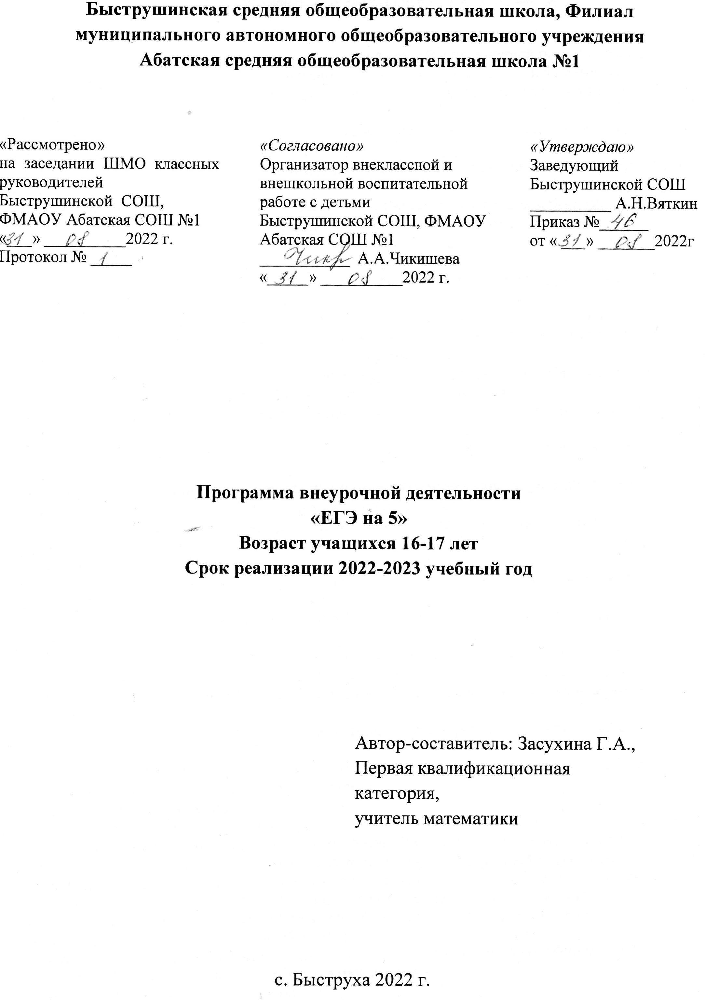 Быструшинская средняя общеобразовательная школа, Филиал
муниципального автономного общеобразовательного учреждения
Абатская средняя общеобразовательная школа №1
«Рассмотрено»
на заседании ШМО классных
руководителей
Быструшинской СОШ,
ФМАОУ Абатская СОШ №1
«31» 08 2022 г.
Протокол № 1
«Согласовано»
Организатор внеклассной и
внешкольной воспитательной
работе с детьми
Быструшинской СОШ, ФМАОУ
Абатская СОШ №1
А.А.Чикишева
«31» 08 2022 г.
«Утверждаю»
Заведующий
Быструшинской СОШ
__________ А.Н.Вяткин
Приказ № 46
от «31» 08 2022г
Программа внеурочной деятельности
«ЕГЭ на 5»
Возраст учащихся 16-17 лет
Срок реализации 2022-2023 учебный год
Автор-составитель: Засухина Г.А.,
Первая квалификационная
категория,
учитель математики
с. Быструха 2022 г.